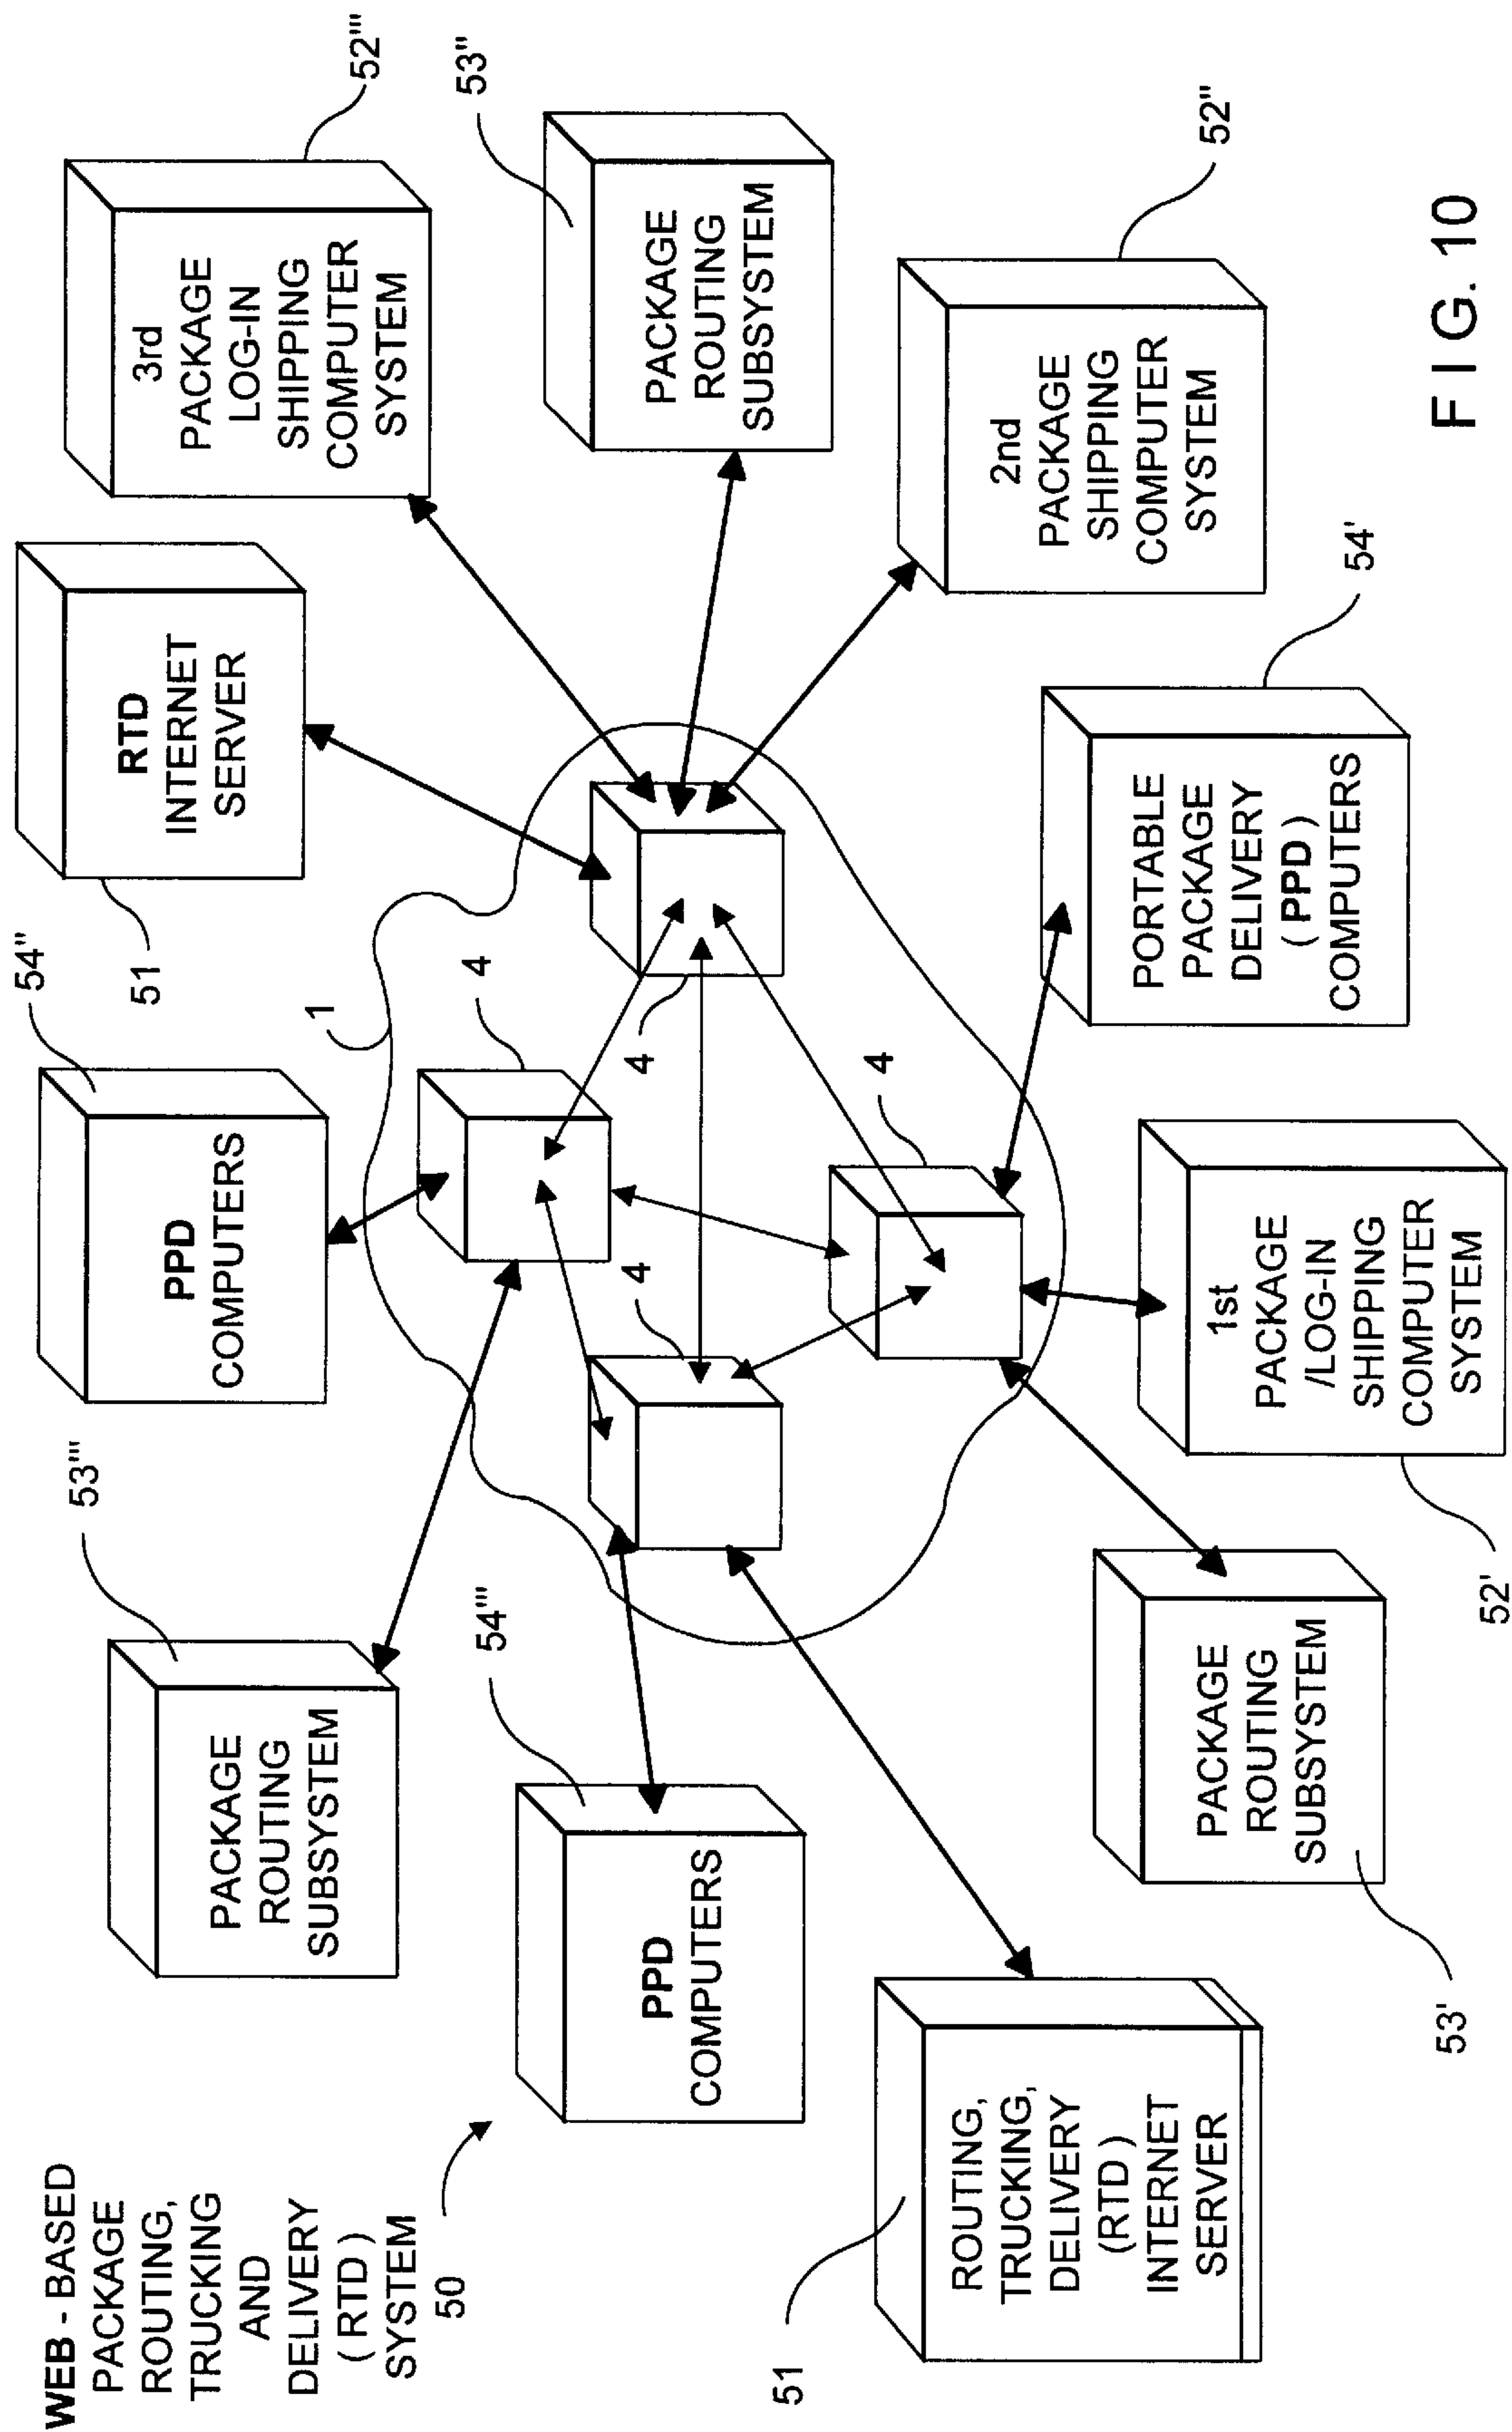 WEB - BASED
PACKAGE
ROUTING,
TRUCKING
AND
DELIVERY
( RTD )
SYSTEM
50
53'''
PACKAGE
ROUTING
SUBSYSTEM
54''
PPD
COMPUTERS
51
RTD
INTERNET
SERVER
52'''
3rd
PACKAGE
LOG-IN
SHIPPING
COMPUTER
SYSTEM
54'''
PPD
COMPUTERS
1
4
4
4
4
53''
PACKAGE
ROUTING
SUBSYSTEM
51
ROUTING,
TRUCKING,
DELIVERY
(RTD )
INTERNET
SERVER
53'
PACKAGE
ROUTING
SUBSYSTEM
52'
1st
PACKAGE
/LOG-IN
SHIPPING
COMPUTER
SYSTEM
54'
PORTABLE
PACKAGE
DELIVERY
( PPD )
COMPUTERS
52''
2nd
PACKAGE
SHIPPING
COMPUTER
SYSTEM
F I G. 10